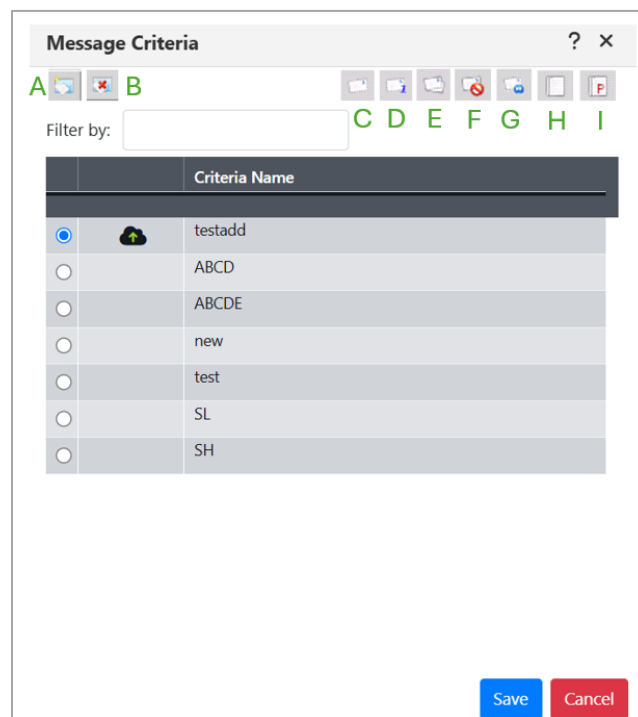 Message Criteria ? ×
A B
C D E F G H I
Filter by:
Criteria Name
testadd
ABCD
ABCDE
new
test
SL
SH
Save Cancel